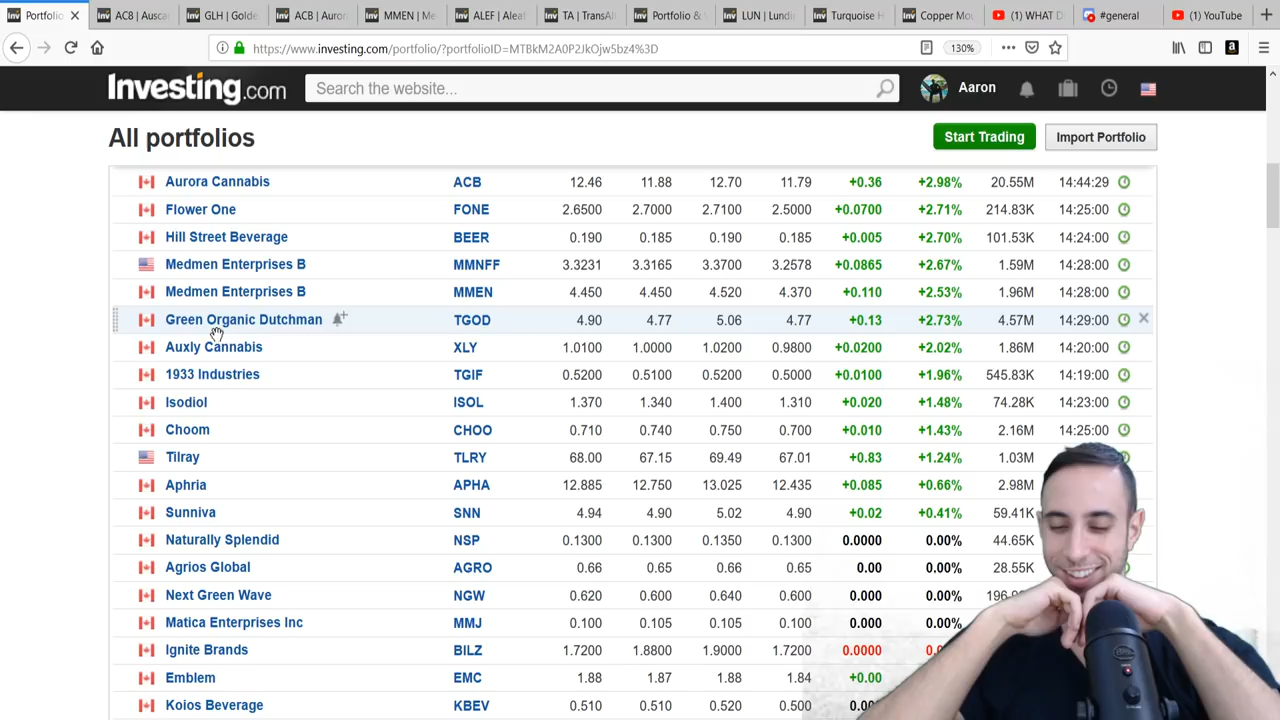 Portfolio AC8 | Ausca GLH | Golde ACB | Auror MMEN | Me ALEF | Aleaf TA | TransAl Portfolio & LUN | Lundi Turquoise H Copper Mou (1) WHAT D #general (1) YouTube
https://www.investing.com/portfolio/?portfolioID=MTBkM2A0P2JkOjw5bz4%3D 130%
Investing.com Search the website... Aaron
All portfolios Start Trading Import Portfolio
Aurora Cannabis ACB 12.46 11.88 12.70 11.79 +0.36 +2.98% 20.55M 14:44:29
Flower One FONE 2.6500 2.7000 2.7100 2.5000 +0.0700 +2.71% 214.83K 14:25:00
Hill Street Beverage BEER 0.190 0.185 0.190 0.185 +0.005 +2.70% 101.53K 14:24:00
Medmen Enterprises B MMNFF 3.3231 3.3165 3.3700 3.2578 +0.0865 +2.67% 1.59M 14:28:00
Medmen Enterprises B MMEN 4.450 4.450 4.520 4.370 +0.110 +2.53% 1.96M 14:28:00
Green Organic Dutchman TGOD 4.90 4.77 5.06 4.77 +0.13 +2.73% 4.57M 14:29:00
Auxly Cannabis XLY 1.0100 1.0000 1.0200 0.9800 +0.0200 +2.02% 1.86M 14:20:00
1933 Industries TGIF 0.5200 0.5100 0.5200 0.5000 +0.0100 +1.96% 545.83K 14:19:00
Isodiol ISOL 1.370 1.340 1.400 1.310 +0.020 +1.48% 74.28K 14:23:00
Choom CHOO 0.710 0.740 0.750 0.700 +0.010 +1.43% 2.16M 14:25:00
Tilray TLRY 68.00 67.15 69.49 67.01 +0.83 +1.24% 1.03M
Aphria APHA 12.885 12.750 13.025 12.435 +0.085 +0.66% 2.98M
Sunniva SNN 4.94 4.90 5.02 4.90 +0.02 +0.41% 59.41K
Naturally Splendid NSP 0.1300 0.1300 0.1350 0.1300 0.0000 0.00% 44.65K
Agrios Global AGRO 0.66 0.65 0.66 0.65 0.00 0.00% 28.55K
Next Green Wave NGW 0.620 0.600 0.640 0.600 0.000 0.00%
Matica Enterprises Inc MMJ 0.100 0.105 0.105 0.100 0.000 0.00%
Ignite Brands BILZ 1.7200 1.8800 1.9000 1.7200 0.0000
Emblem EMC 1.88 1.87 1.91 1.84 +0.00
Koios Beverage KBEV 0.510 0.510 0.520 0.500